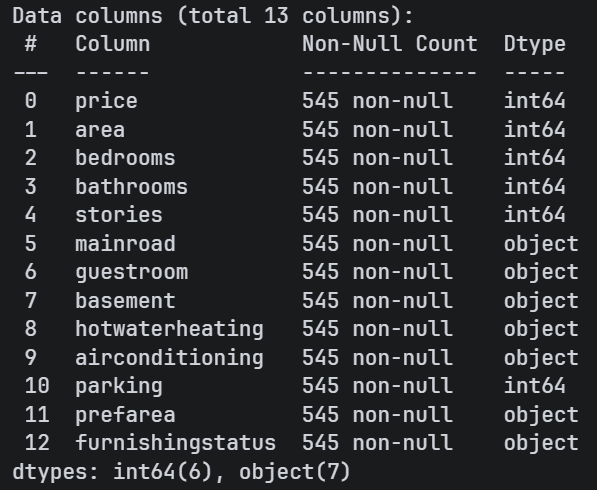 Data columns (total 13 columns):
 #   Column            Non-Null Count  Dtype
---  ------            --------------  -----
 0   price             545 non-null    int64
 1   area              545 non-null    int64
 2   bedrooms          545 non-null    int64
 3   bathrooms         545 non-null    int64
 4   stories           545 non-null    int64
 5   mainroad          545 non-null    object
 6   guestroom         545 non-null    object
 7   basement          545 non-null    object
 8   hotwaterheating   545 non-null    object
 9   airconditioning   545 non-null    object
 10  parking           545 non-null    int64
 11  prefarea          545 non-null    object
 12  furnishingstatus  545 non-null    object
dtypes: int64(6), object(7)